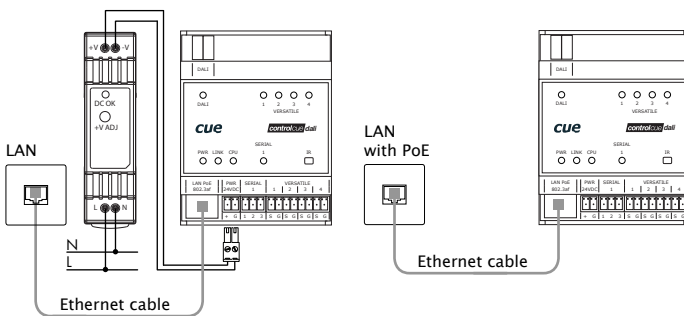 +V -V
DC OK
+V ADJ
L N
LAN
N
L
Ethernet cable
DALI
DALI 1 2 3 4
VERSATILE
cue controlcue dali
SERIAL
PWR LINK CPU 1 IR
LAN PoE PWR SERIAL VERSATILE
802.3af 24VDC 1 1 2 3 4
+ G 1 2 3 S G S G S G S G
LAN
with PoE
Ethernet cable
DALI
DALI 1 2 3 4
VERSATILE
cue controlcue dali
SERIAL
PWR LINK CPU 1 IR
LAN PoE PWR SERIAL VERSATILE
802.3af 24VDC 1 1 2 3 4
+ G 1 2 3 S G S G S G S G